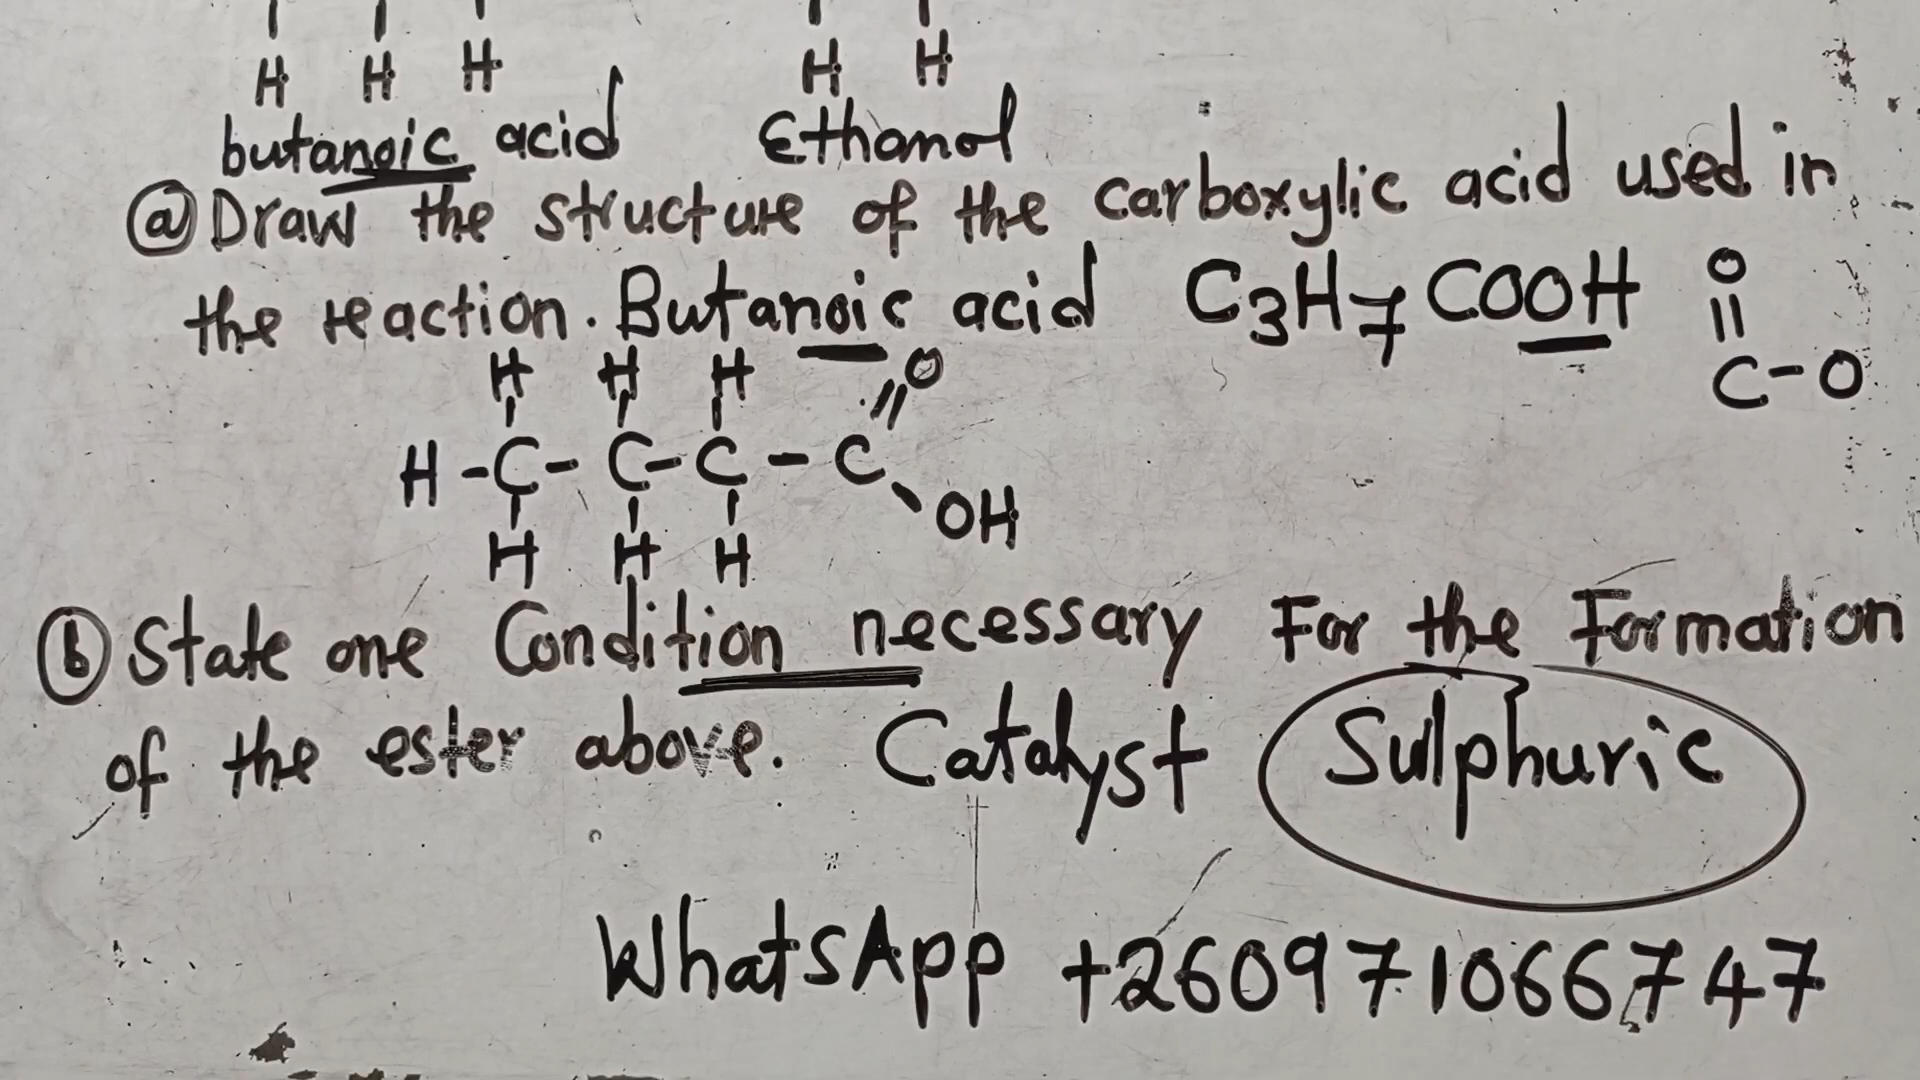 H H H H H
butanoic acid Ethanol
ⓐ Draw the structure of the carboxylic acid used in
the reaction. Butanoic acid C3H7COOH O
||
C-O
H H H O
H-C-C-C-C
OH
H H H
ⓑ State one Condition necessary For the Formation
of the ester above. Catalyst Sulphuric
WhatsApp +260971066747